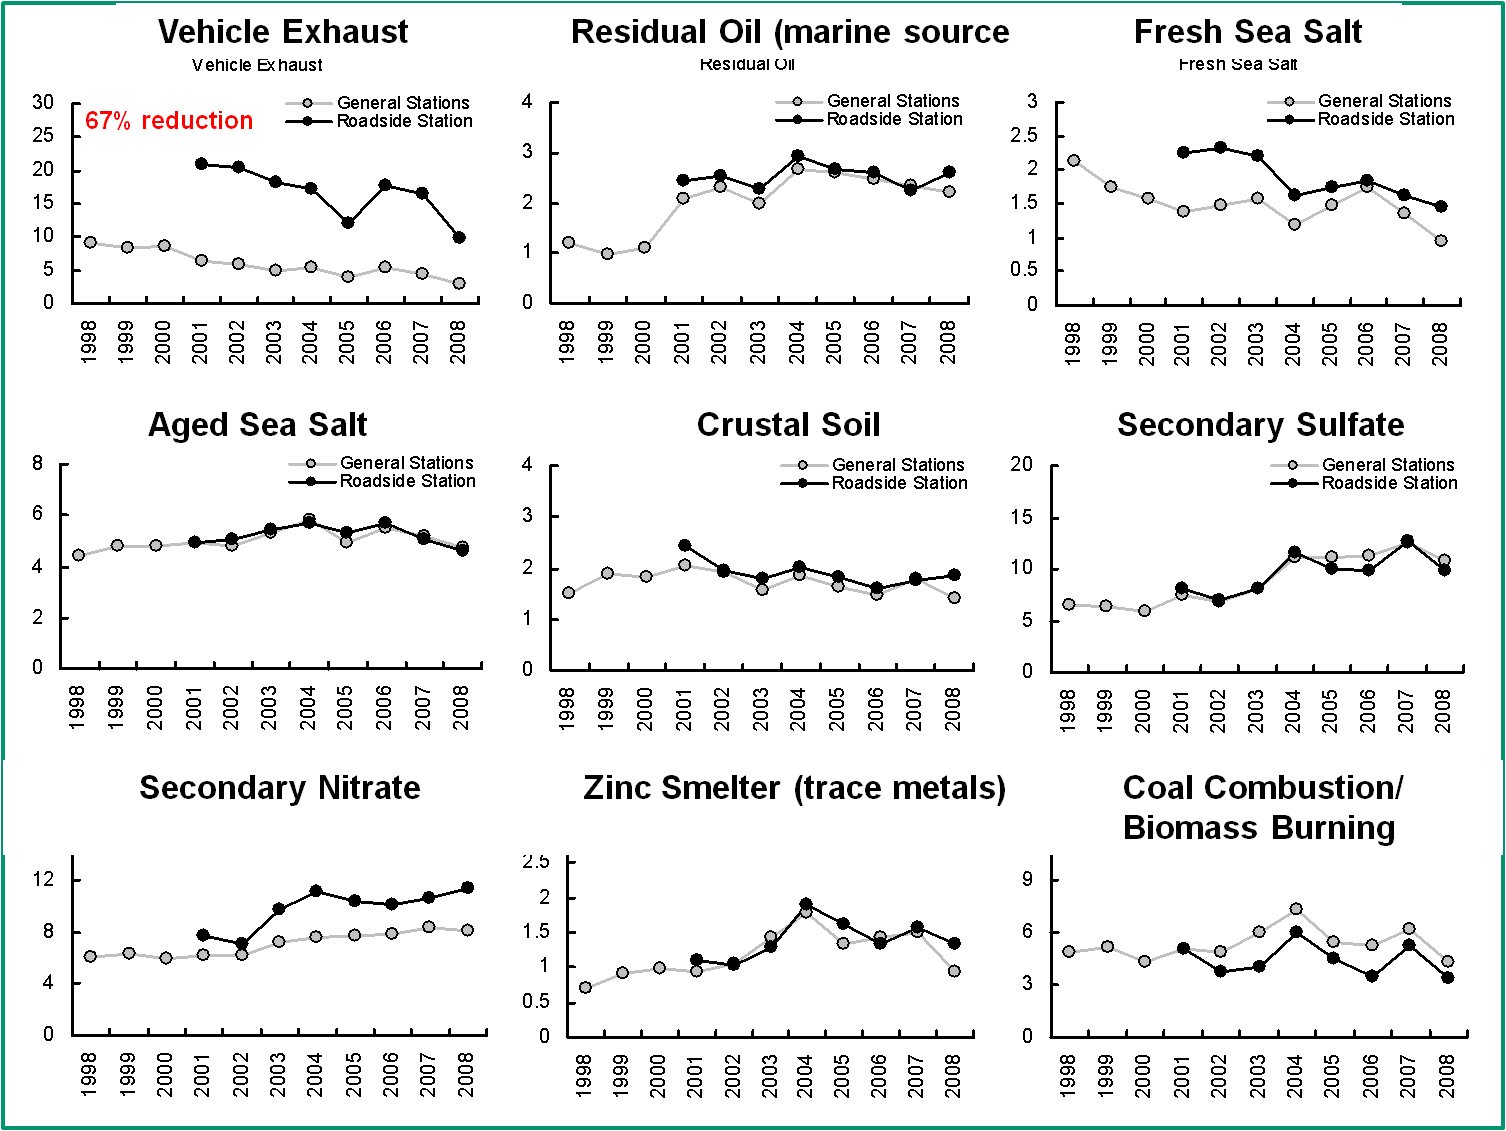 Vehicle Exhaust
Vehicle Exhaust
General Stations
Roadside Station
67% reduction
30
25
20
15
10
5
0
1998 1999 2000 2001 2002 2003 2004 2005 2006 2007 2008
Residual Oil (marine source
Residual Oil
General Stations
Roadside Station
4
3
2
1
0
1998 1999 2000 2001 2002 2003 2004 2005 2006 2007 2008
Fresh Sea Salt
Fresh Sea Salt
General Stations
Roadside Station
3
2.5
2
1.5
1
0.5
0
1998 1999 2000 2001 2002 2003 2004 2005 2006 2007 2008
Aged Sea Salt
General Stations
Roadside Station
8
6
4
2
0
1998 1999 2000 2001 2002 2003 2004 2005 2006 2007 2008
Crustal Soil
General Stations
Roadside Station
4
3
2
1
0
1998 1999 2000 2001 2002 2003 2004 2005 2006 2007 2008
Secondary Sulfate
General Stations
Roadside Station
20
15
10
5
0
1998 1999 2000 2001 2002 2003 2004 2005 2006 2007 2008
Secondary Nitrate
12
8
4
0
1998 1999 2000 2001 2002 2003 2004 2005 2006 2007 2008
Zinc Smelter (trace metals)
2.5
2
1.5
1
0.5
0
1998 1999 2000 2001 2002 2003 2004 2005 2006 2007 2008
Coal Combustion/
Biomass Burning
9
6
3
0
1998 1999 2000 2001 2002 2003 2004 2005 2006 2007 2008